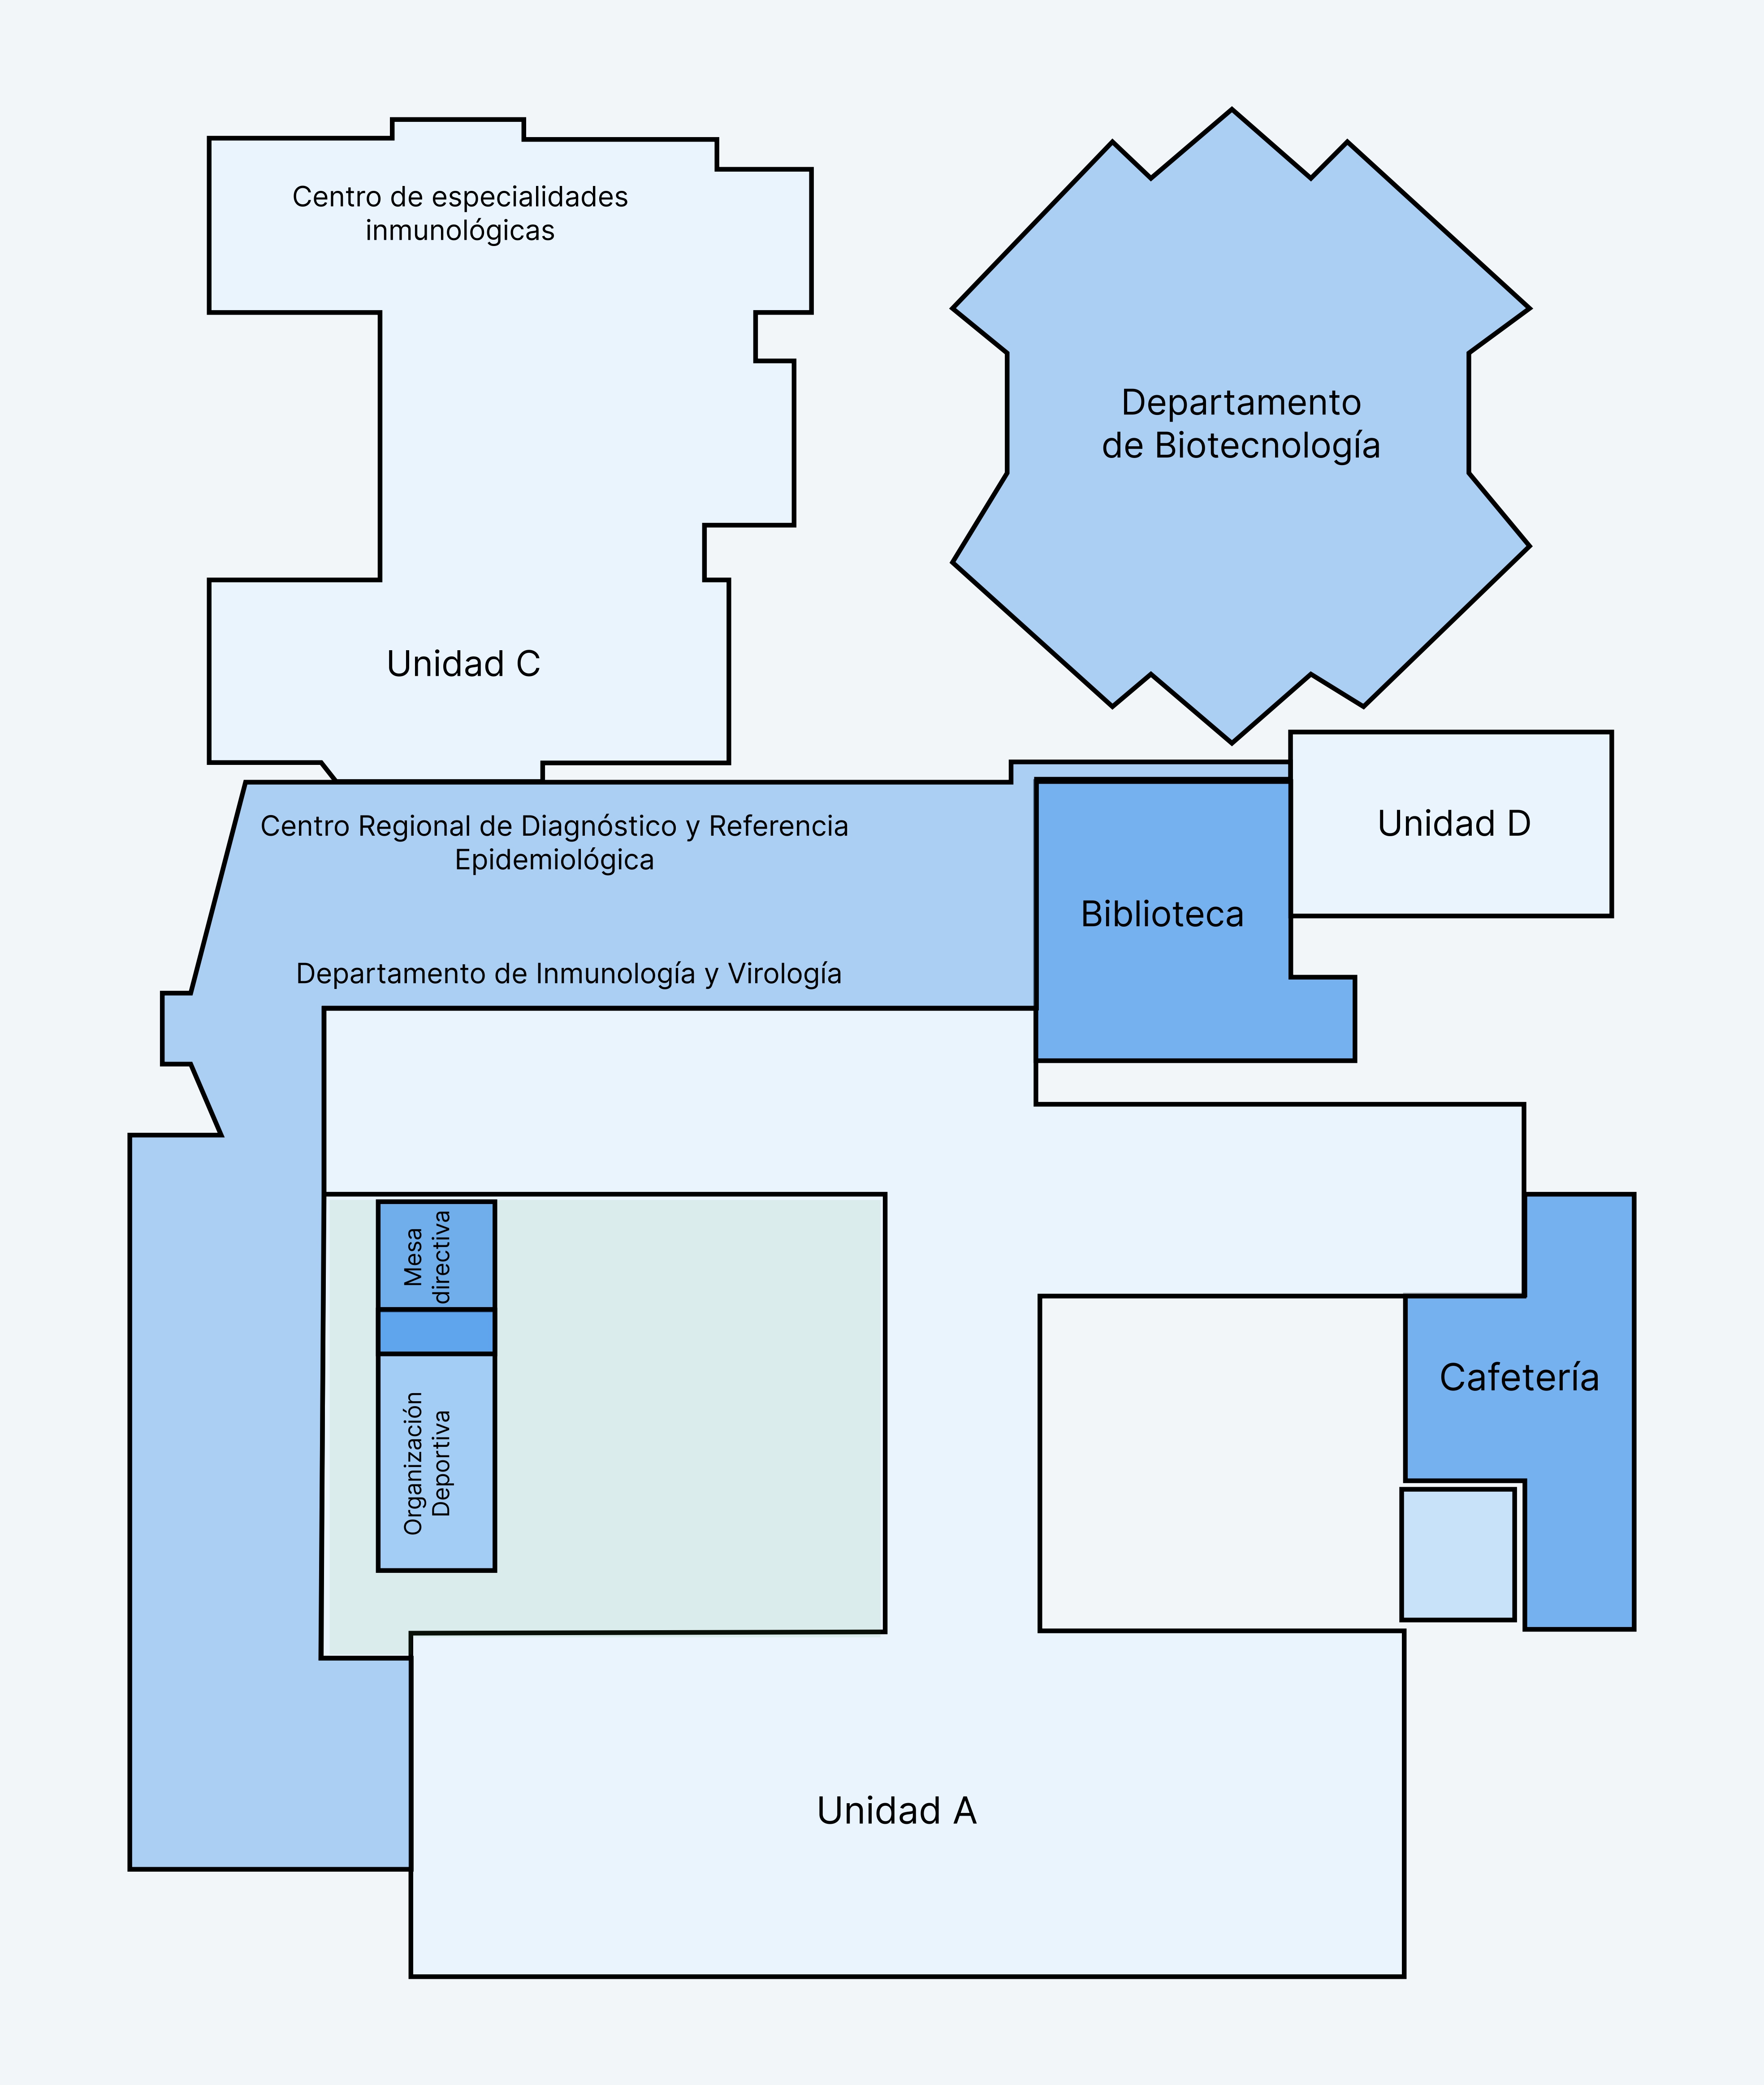 Centro de especialidades
inmunológicas
Departamento
de Biotecnología
Unidad C
Unidad D
Centro Regional de Diagnóstico y Referencia
Epidemiológica
Biblioteca
Departamento de Inmunología y Virología
Mesa
directiva
Cafetería
Organización
Deportiva
Unidad A